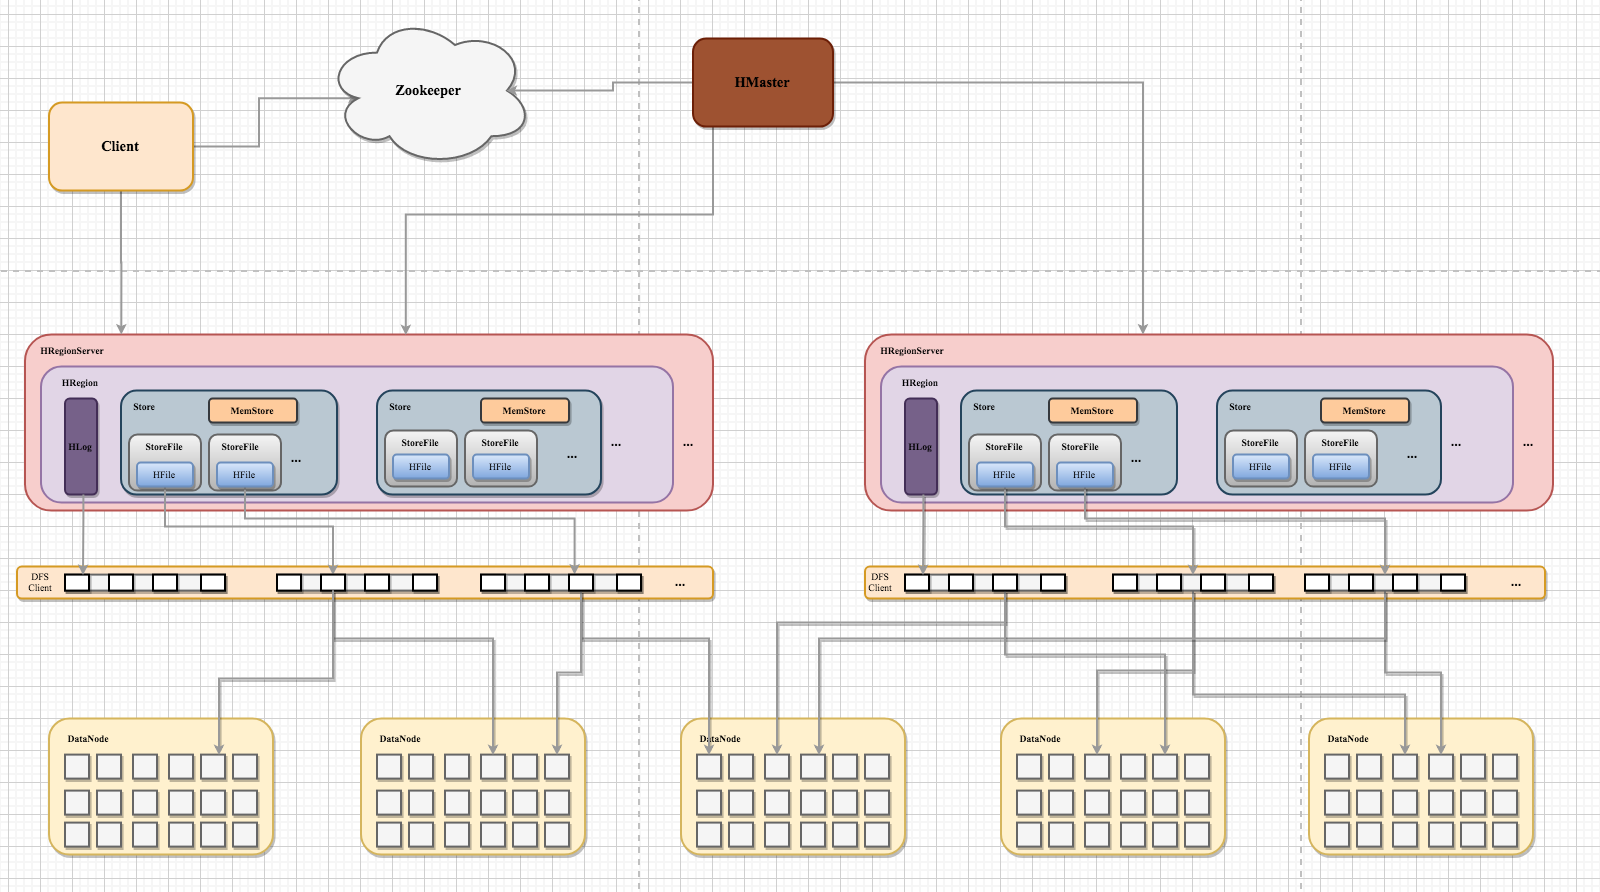 Zookeeper
HMaster
Client
HRegionServer
HRegion
HLog
Store
MemStore
StoreFile
HFile
StoreFile
HFile
...
Store
MemStore
StoreFile
HFile
StoreFile
HFile
...
...
...
HRegionServer
HRegion
HLog
Store
MemStore
StoreFile
HFile
StoreFile
HFile
...
Store
MemStore
StoreFile
HFile
StoreFile
HFile
...
...
...
DFS
Client
...
DFS
Client
...
DataNode
DataNode
DataNode
DataNode
DataNode